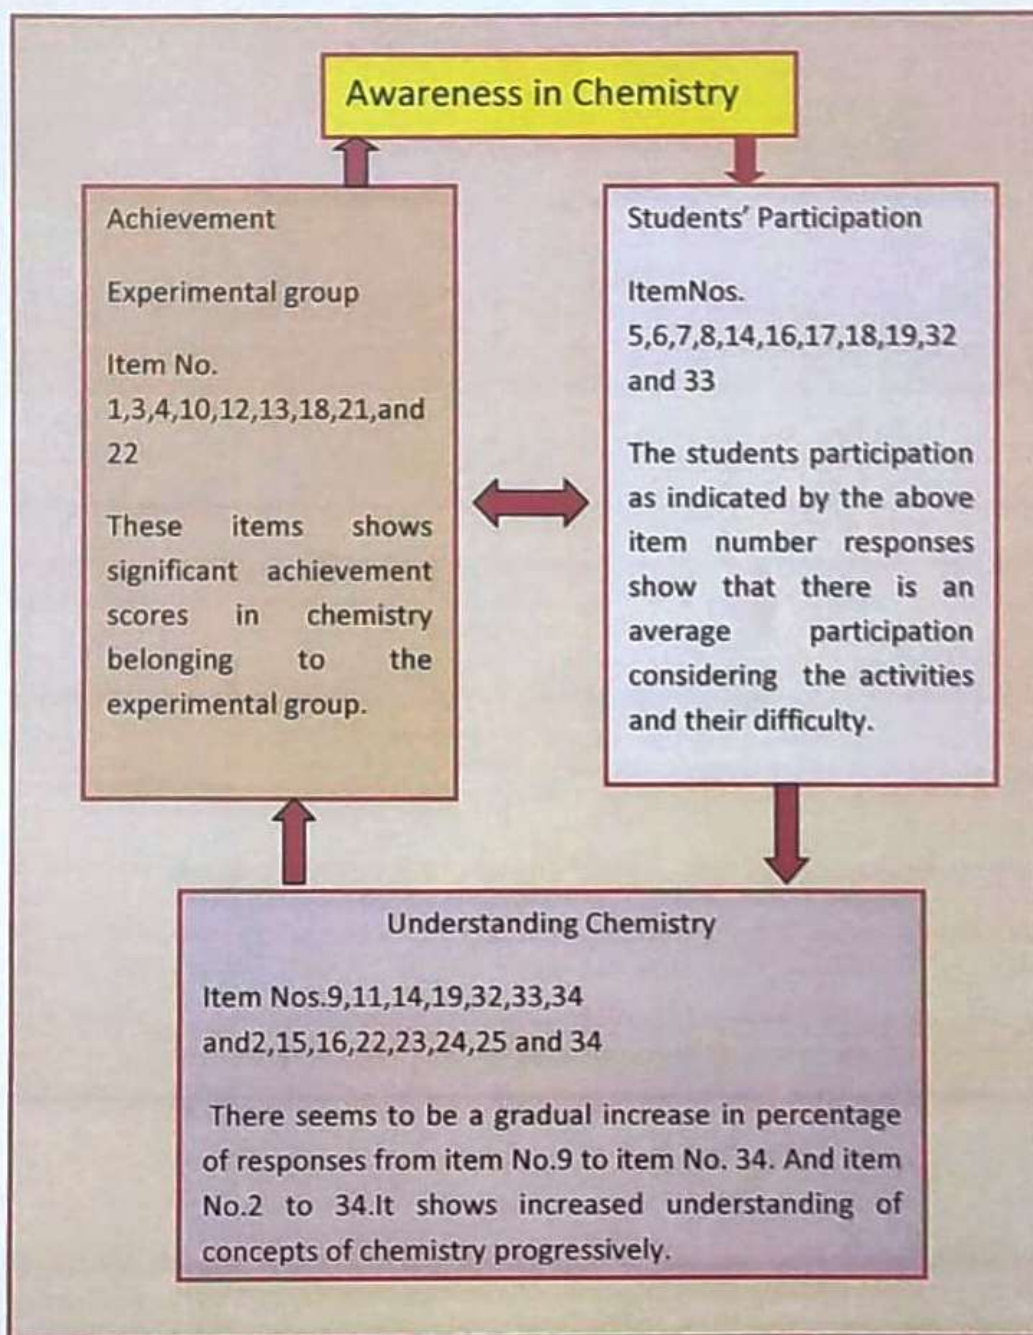 Awareness in Chemistry
Achievement
Experimental group
Item No.
1,3,4,10,12,13,18,21,and
22
These items shows
significant achievement
scores in chemistry
belonging to the
experimental group.
Students' Participation
ItemNos.
5,6,7,8,14,16,17,18,19,32
and 33
The students participation
as indicated by the above
item number responses
show that there is an
average participation
considering the activities
and their difficulty.
Understanding Chemistry
Item Nos.9,11,14,19,32,33,34
and2,15,16,22,23,24,25 and 34
There seems to be a gradual increase in percentage
of responses from item No.9 to item No. 34. And item
No.2 to 34.It shows increased understanding of
concepts of chemistry progressively.